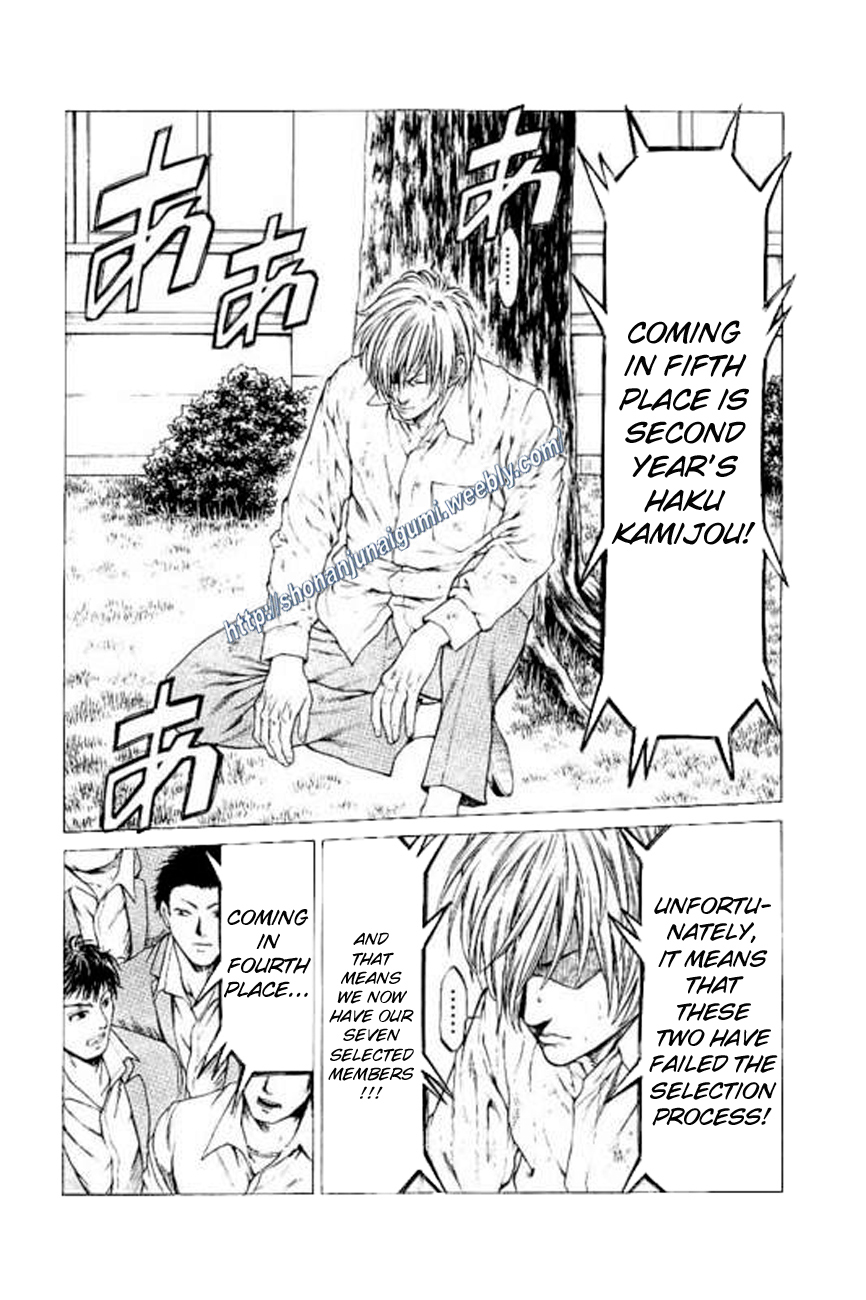 COMING
IN FIFTH
PLACE IS
SECOND
YEAR'S
HAKU
KAMIJOU!
.....
あ
あ
あ
あ
http://shonanjunaigumi.weebly.com/
UNFORTU-
NATELY,
IT MEANS
THAT
THESE
TWO HAVE
FAILED THE
SELECTION
PROCESS!
.....
AND
THAT
MEANS
WE NOW
HAVE OUR
SEVEN
SELECTED
MEMBERS
!!!
COMING
IN
FOURTH
PLACE...